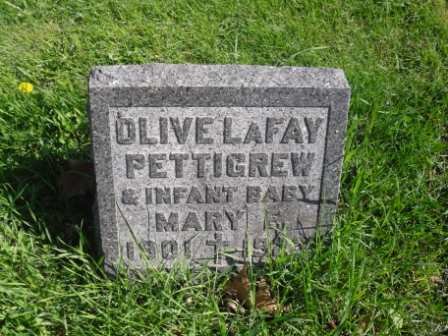 OLIVE LAFAY
PETTIGREW
& INFANT BABY
MARY E.
1901